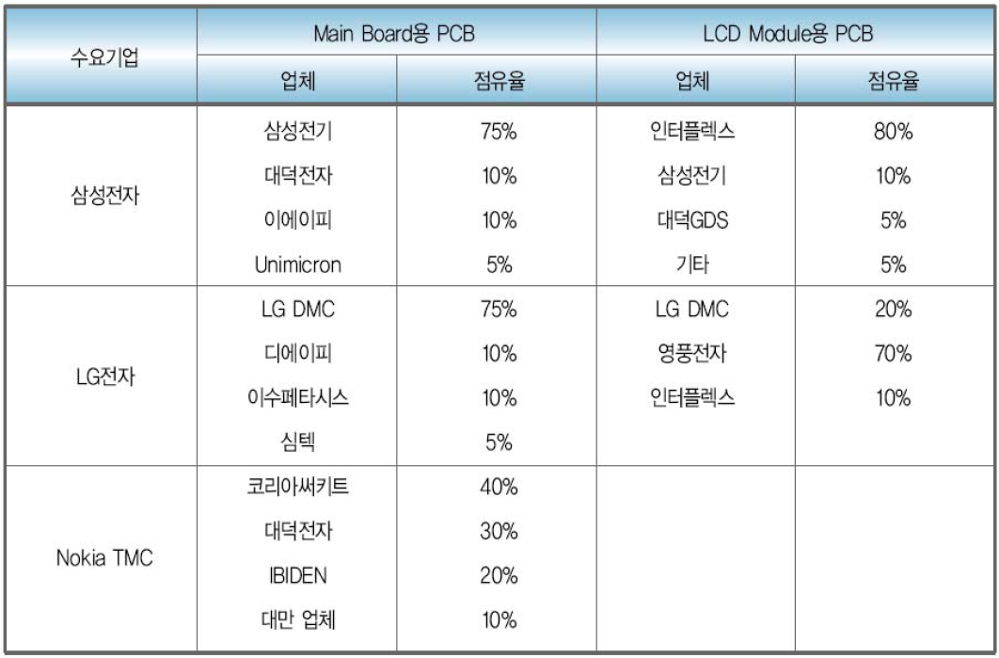 수요기업 Main Board용 PCB LCD Module용 PCB
업체 점유율 업체 점유율
삼성전자
삼성전기 75% 인터플렉스 80%
대덕전자 10% 삼성전기 10%
이에이피 10% 대덕GDS 5%
Unimicron 5% 기타 5%
LG전자
LG DMC 75% LG DMC 20%
디에이피 10% 영풍전자 70%
이수페타시스 10% 인터플렉스 10%
심텍 5%
Nokia TMC
코리아써키트 40%
대덕전자 30%
IBIDEN 20%
대만 업체 10%